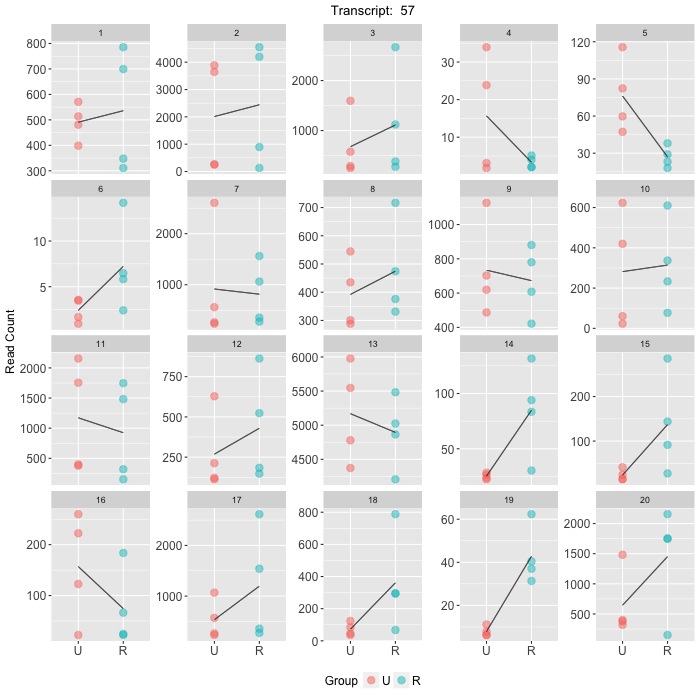 Transcript: 57
1 2 3 4 5
800 700 600 500 400 300
4000 3000 2000 1000 0
2000 1000
30 20 10
120 90 60 30
6 7 8 9 10
10 5
2000 1000
700 600 500 400 300
1000 800 600 400
600 400 200 0
Read Count
11 12 13 14 15
2000 1500 1000 500
750 500 250
6000 5500 5000 4500
100 50
200 100
16 17 18 19 20
200 100
2000 1000
800 600 400 200 0
60 40 20
2000 1500 1000 500
U R U R U R U R U R
Group U R